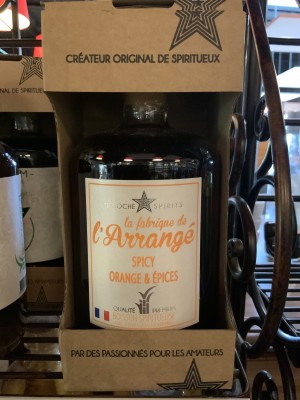 CRÉATEUR ORIGINAL DE SPIRITUEUX
SPIRITS
la fabrique de
l'Arrangé
SPICY
ORANGE & ÉPICES
QUALITÉ
PAR DES PASSIONNÉS POUR LES AMATEURS